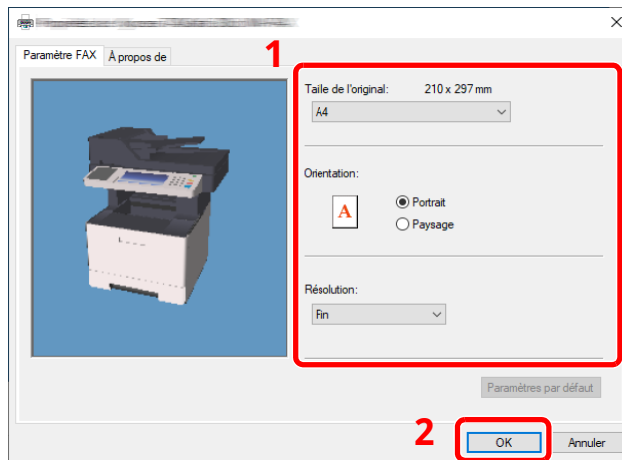 Paramètre FAX
À propos de
1
Taile de l'original: 210 x 297 mm
A4
Orientation:
A
Portrait
Paysage
Résolution:
Fin
Paramètres par défaut
2
OK
Annuler